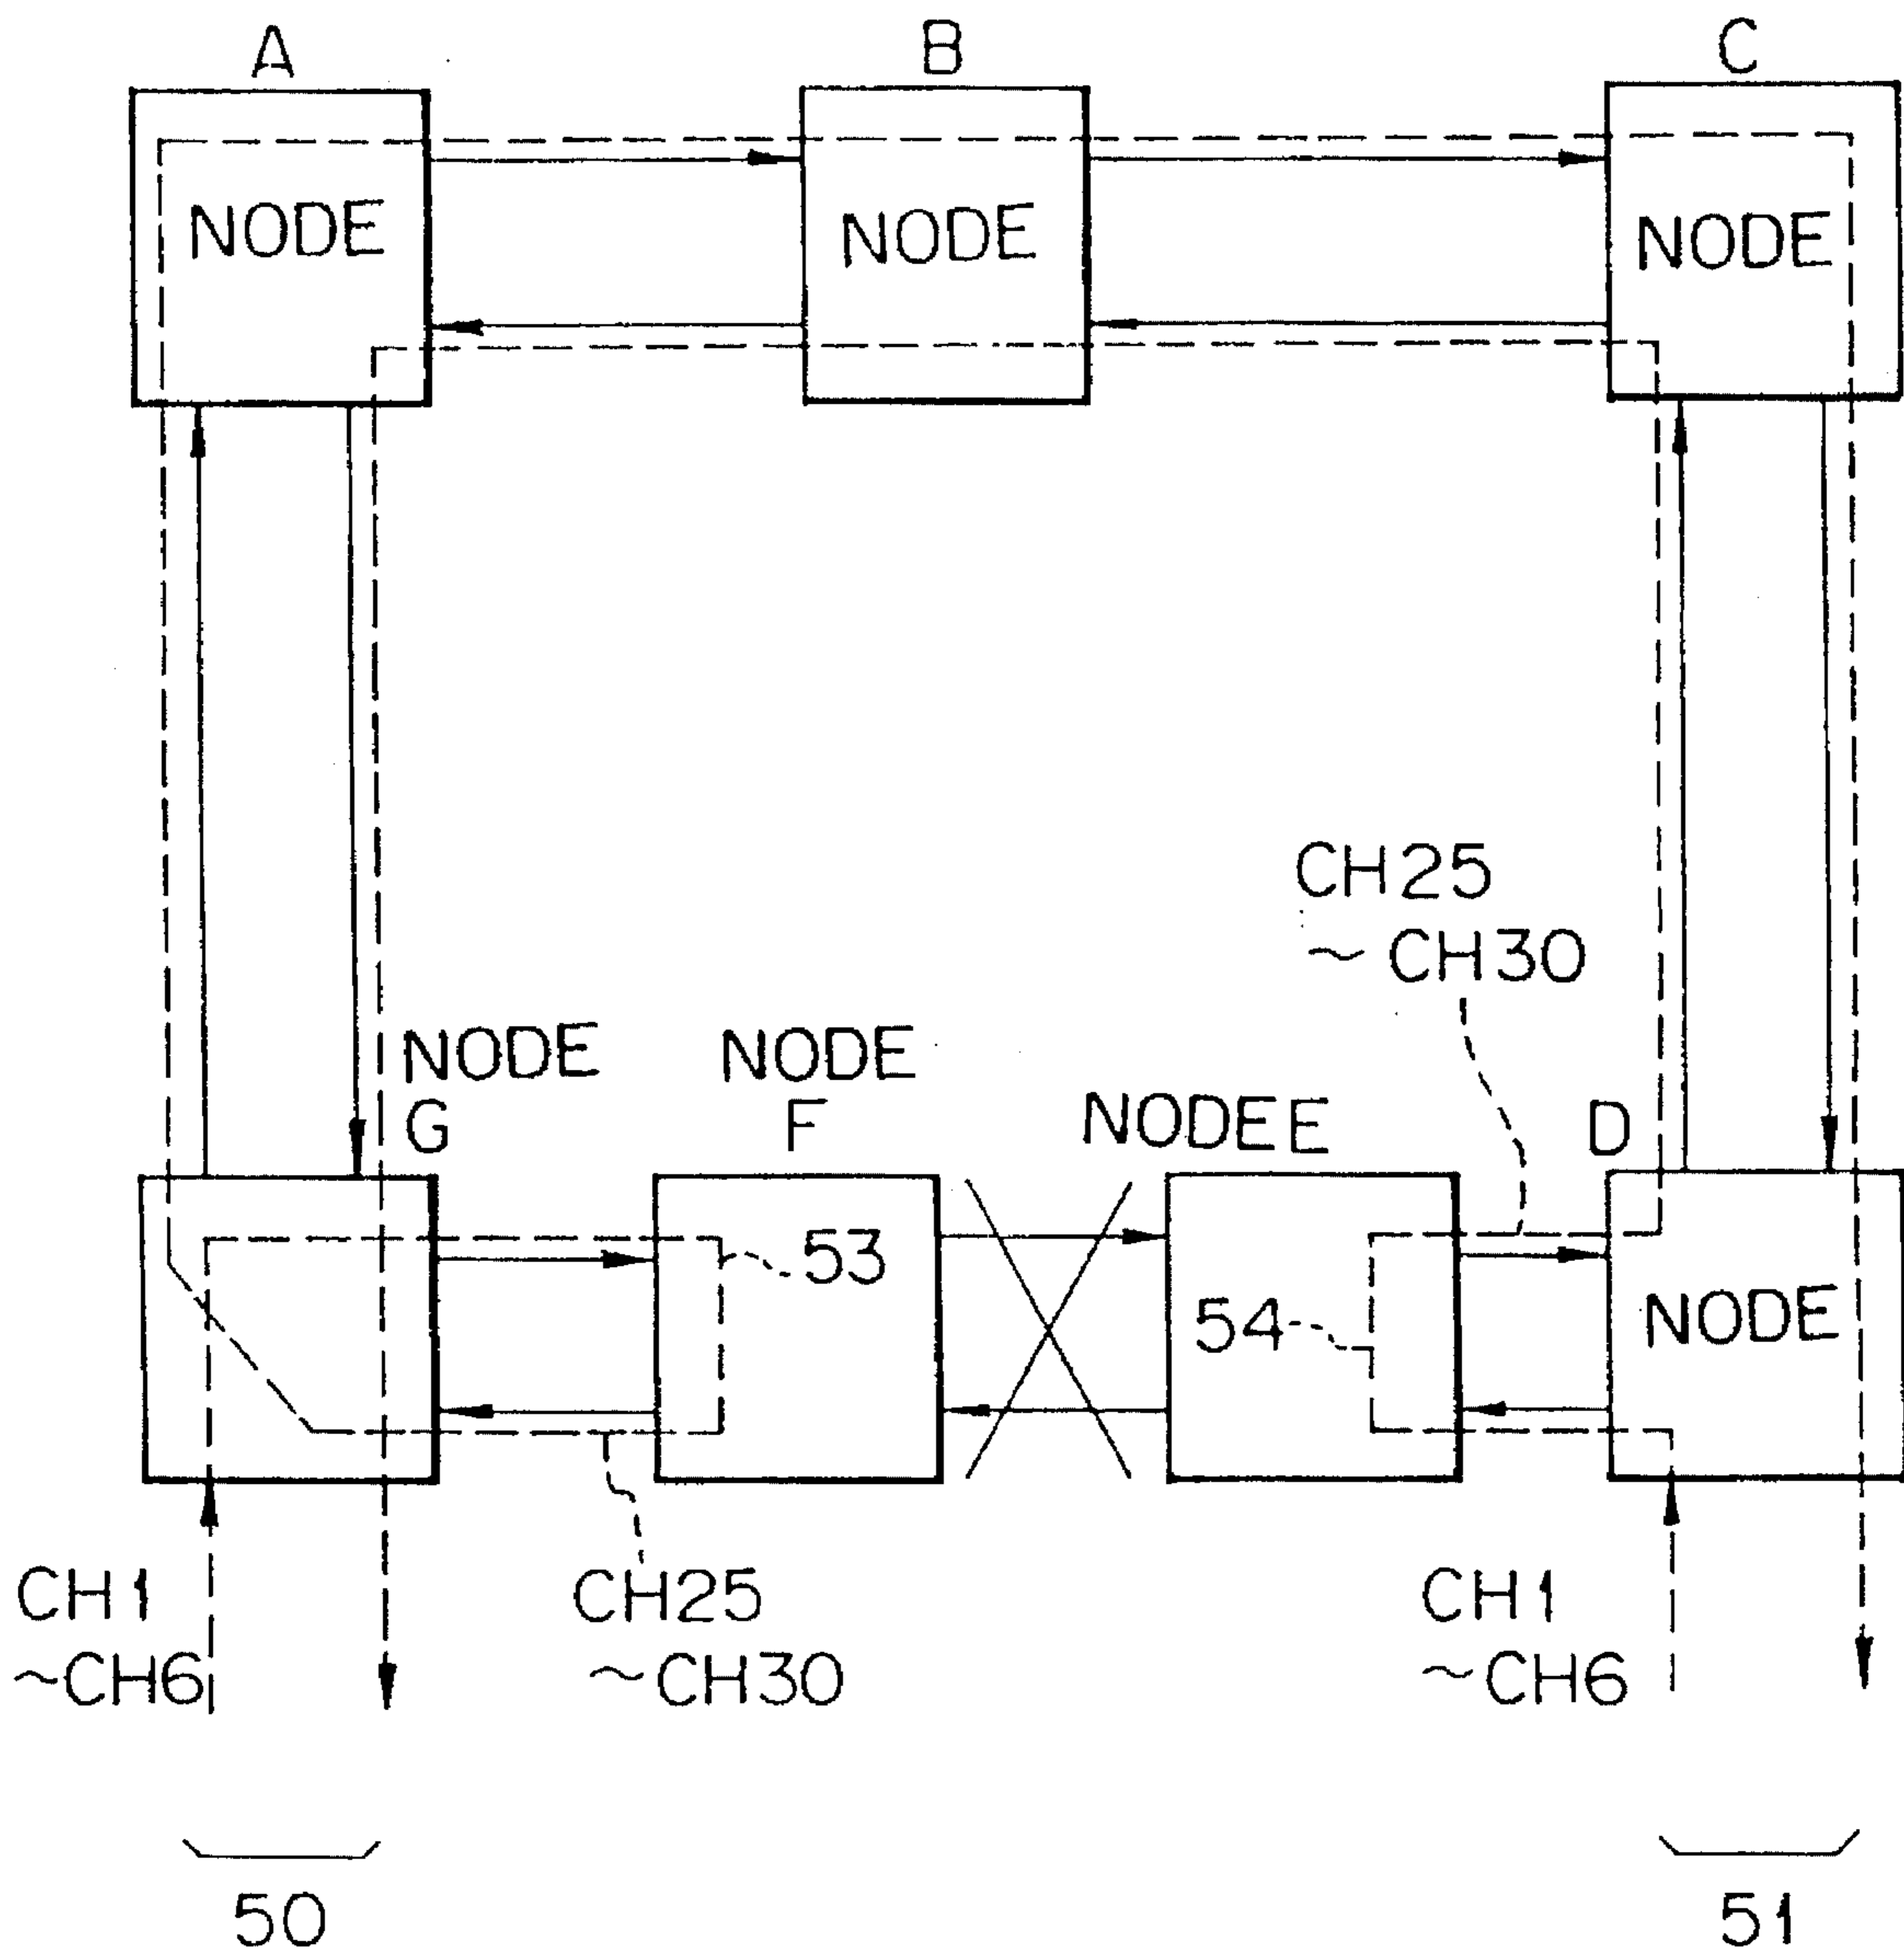 A
B
C
NODE
NODE
NODE
CH25
~CH30
NODE
G
NODE
F
NODEE
D
53
54
NODE
CH1
~CH6
CH25
~CH30
CH1
~CH6
50
51